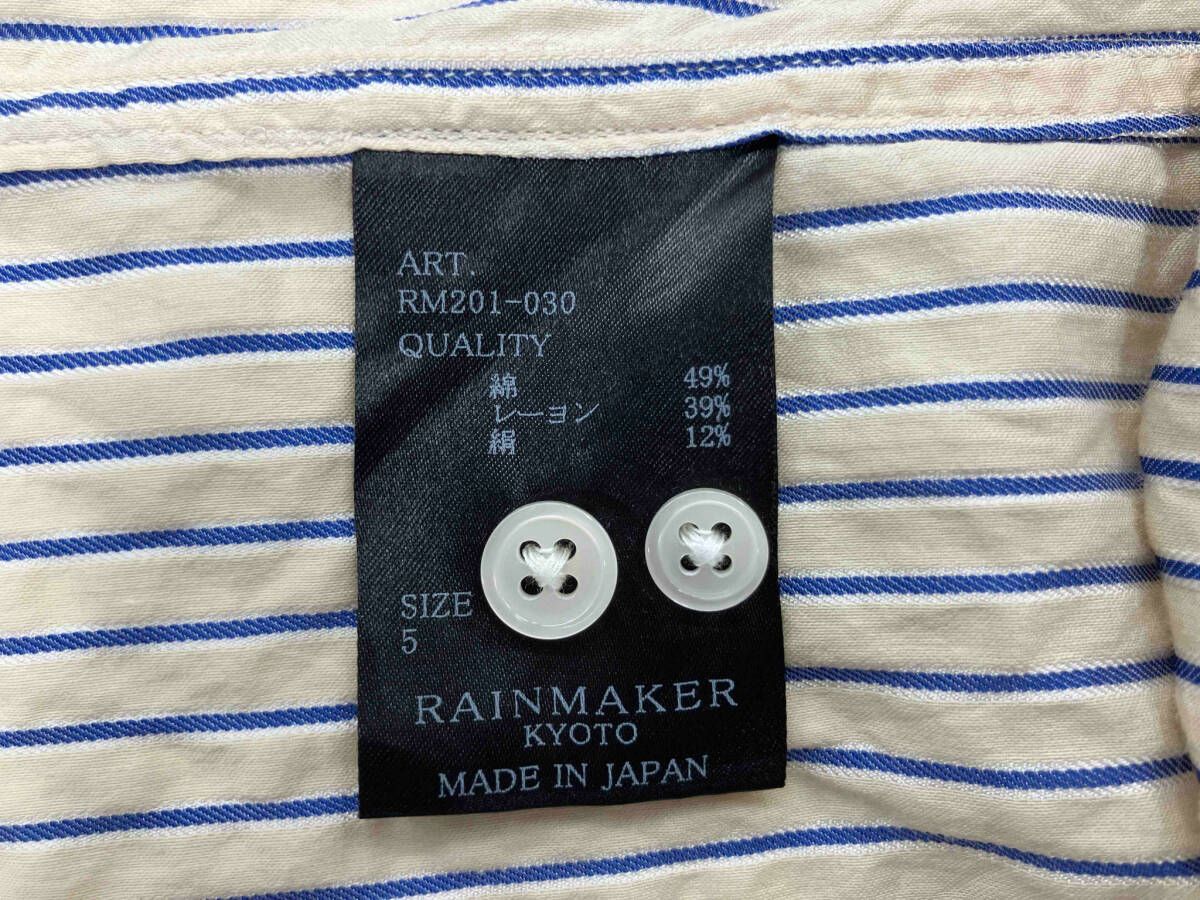 ART.
RM201-030
QUALITY
綿 49%
レーヨン 39%
絹 12%
SIZE
5
RAINMAKER
KYOTO
MADE IN JAPAN